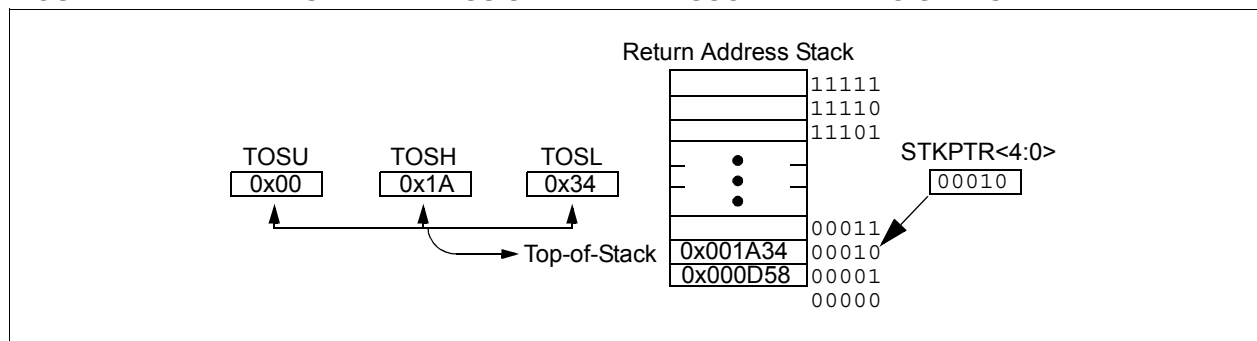 Return Address Stack
11111
11110
11101
TOSU TOSH TOSL STKPTR<4:0>
0x00 0x1A 0x34 00010
00011
Top-of-Stack 0x001A34 00010
0x000D58 00001
00000